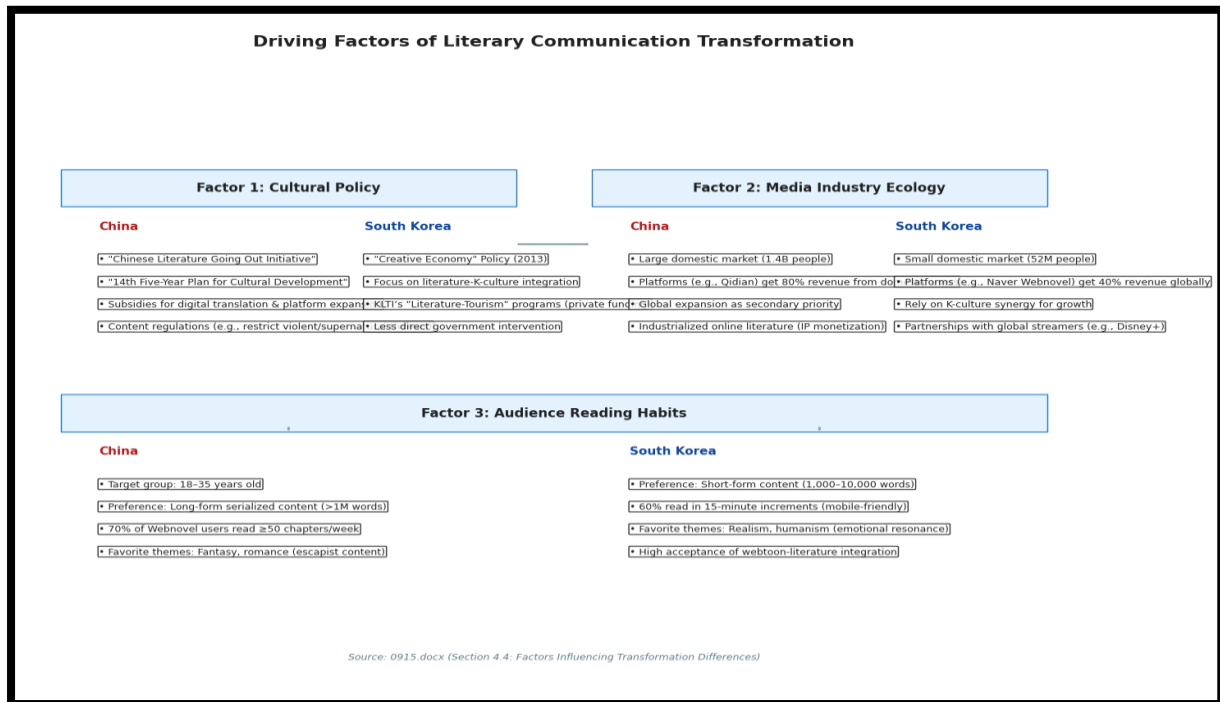 Driving Factors of Literary Communication Transformation
Factor 1: Cultural Policy
China
• "Chinese Literature Going Out Initiative"
• "14th Five-Year Plan for Cultural Development"
• Subsidies for digital translation & platform
• Content regulations (e.g., restrict
South Korea
• "Creative Economy" Policy (2013)
• Focus on literature-K-culture integration
• KLTI's "Literature-Tourism" programs (private
• Less direct government intervention
Factor 2: Media Industry Ecology
China
• Large domestic market (1.4B people)
• Platforms (e.g., Qidian) get 80% revenue from
• Global expansion as secondary priority
• Industrialized online literature (IP monetization)
South Korea
• Small domestic market (52M people)
• Platforms (e.g., Naver Webnovel) get 40% revenue globally
• Rely on K-culture synergy for growth
• Partnerships with global streamers (e.g., Disney+)
Factor 3: Audience Reading Habits
China
• Target group: 18–35 years old
• Preference: Long-form serialized content (>1M words)
• 70% of Webnovel users read ≥50 chapters/week
• Favorite themes: Fantasy, romance (escapist content)
South Korea
• Preference: Short-form content (1,000–10,000 words)
• 60% read in 15-minute increments (mobile-friendly)
• Favorite themes: Realism, humanism (emotional resonance)
• High acceptance of webtoon-literature integration
Source: 0915.docx (Section 4.4: Factors Influencing Transformation Differences)